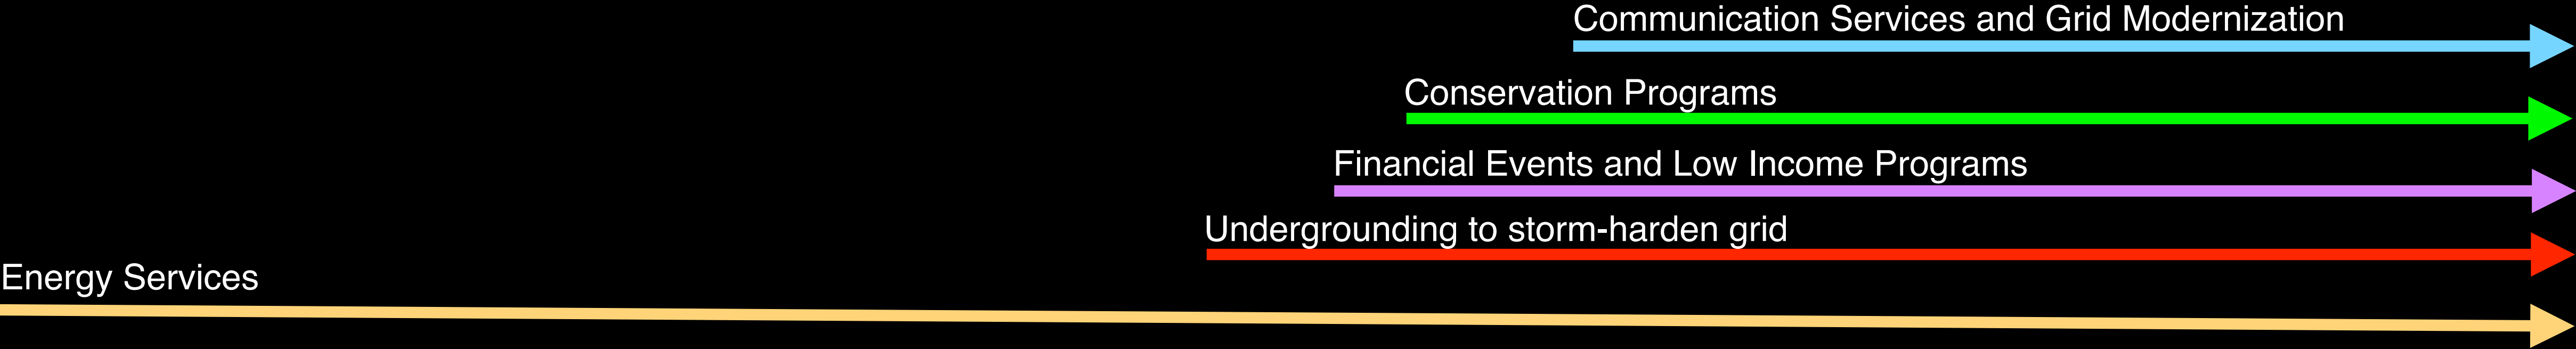 Communication Services and Grid Modernization
Conservation Programs
Financial Events and Low Income Programs
Undergrounding to storm-harden grid
Energy Services